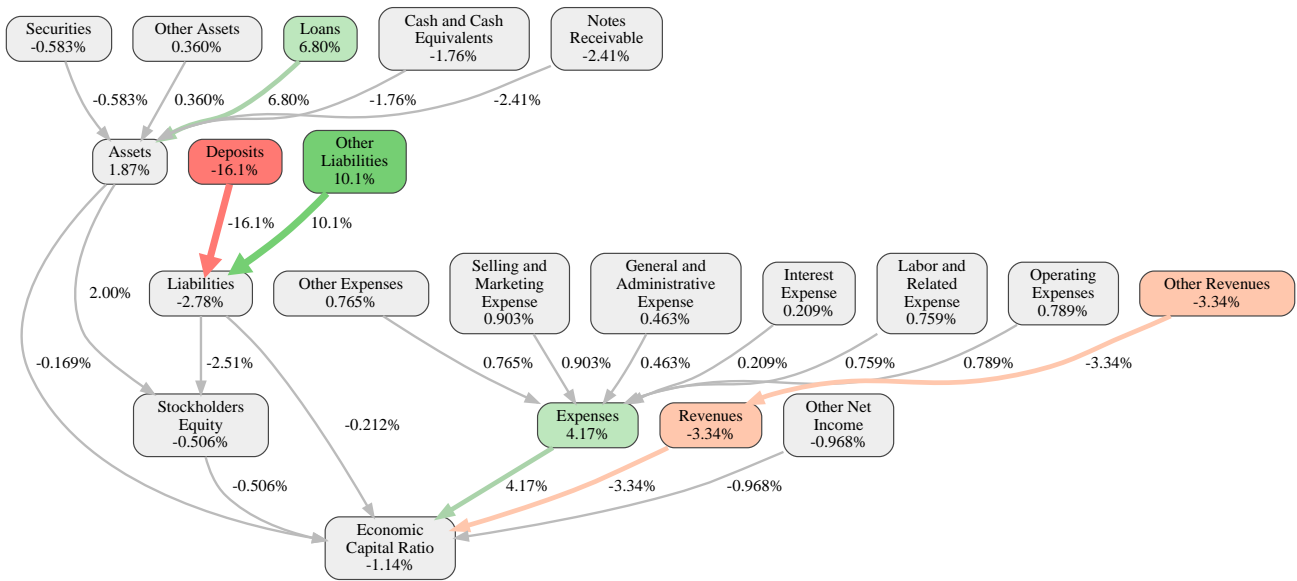 Securities
-0.583%
Other Assets
0.360%
Loans
6.80%
Cash and Cash
Equivalents
-1.76%
Notes
Receivable
-2.41%
-0.583%
0.360%
6.80%
-1.76%
-2.41%
Assets
1.87%
Deposits
-16.1%
Other
Liabilities
10.1%
-16.1%
10.1%
Liabilities
-2.78%
Other Expenses
0.765%
Selling and
Marketing
Expense
0.903%
General and
Administrative
Expense
0.463%
Interest
Expense
0.209%
Labor and
Related
Expense
0.759%
Operating
Expenses
0.789%
Other Revenues
-3.34%
2.00%
-0.169%
-2.51%
0.765%
0.903%
0.463%
0.209%
0.759%
0.789%
-3.34%
Stockholders
Equity
-0.506%
-0.212%
Expenses
4.17%
Revenues
-3.34%
Other Net
Income
-0.968%
-0.506%
4.17%
-3.34%
-0.968%
Economic
Capital Ratio
-1.14%